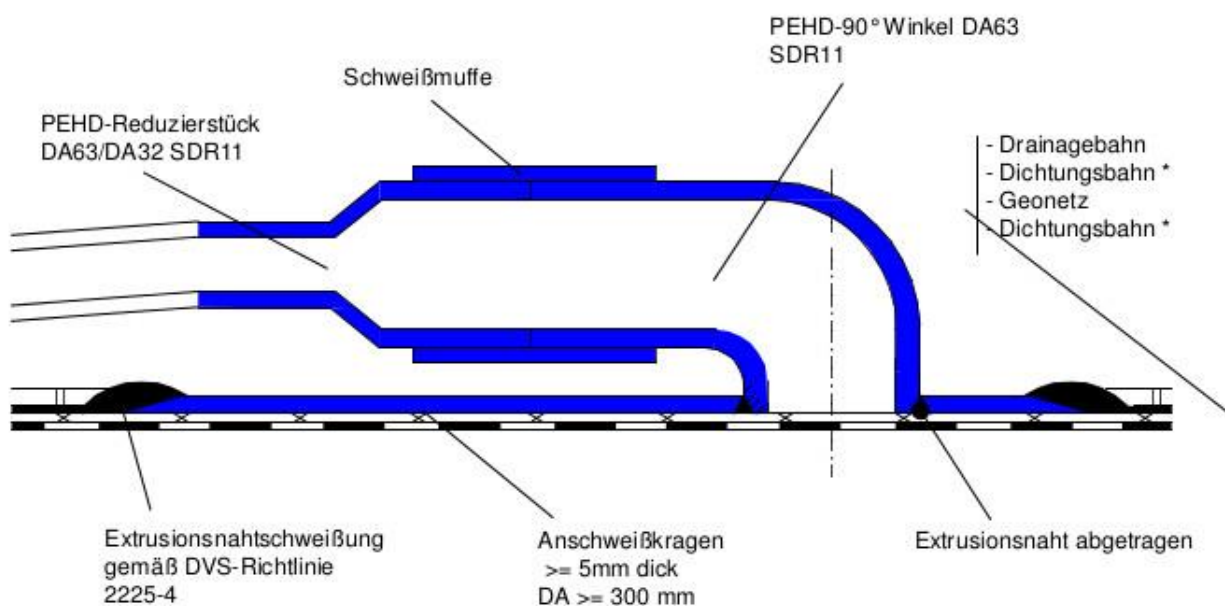 PEHD-90° Winkel DA63
SDR11
Schweißmuffe
PEHD-Reduzierstück
DA63/DA32 SDR11
- Drainagebahn
- Dichtungsbahn *
- Geonetz
- Dichtungsbahn *
Extrusionsnahtschweißung
gemäß DVS-Richtlinie
2225-4
Anschweißkragen
>= 5mm dick
DA >= 300 mm
Extrusionsnaht abgetragen